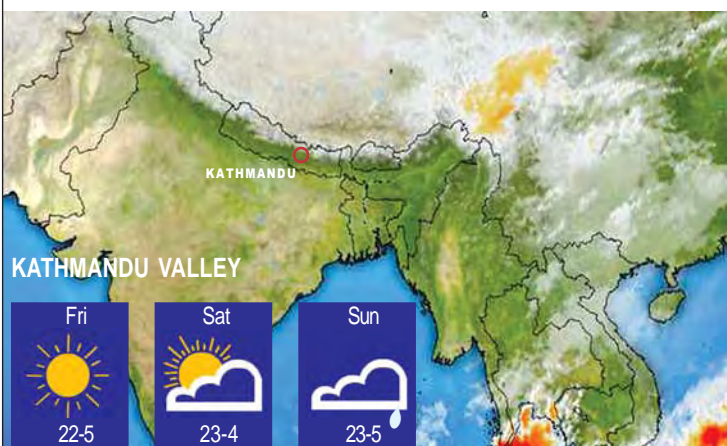 KATHMANDU
KATHMANDU VALLEY
Fri
Sat
Sun
22-5
23-4
23-5